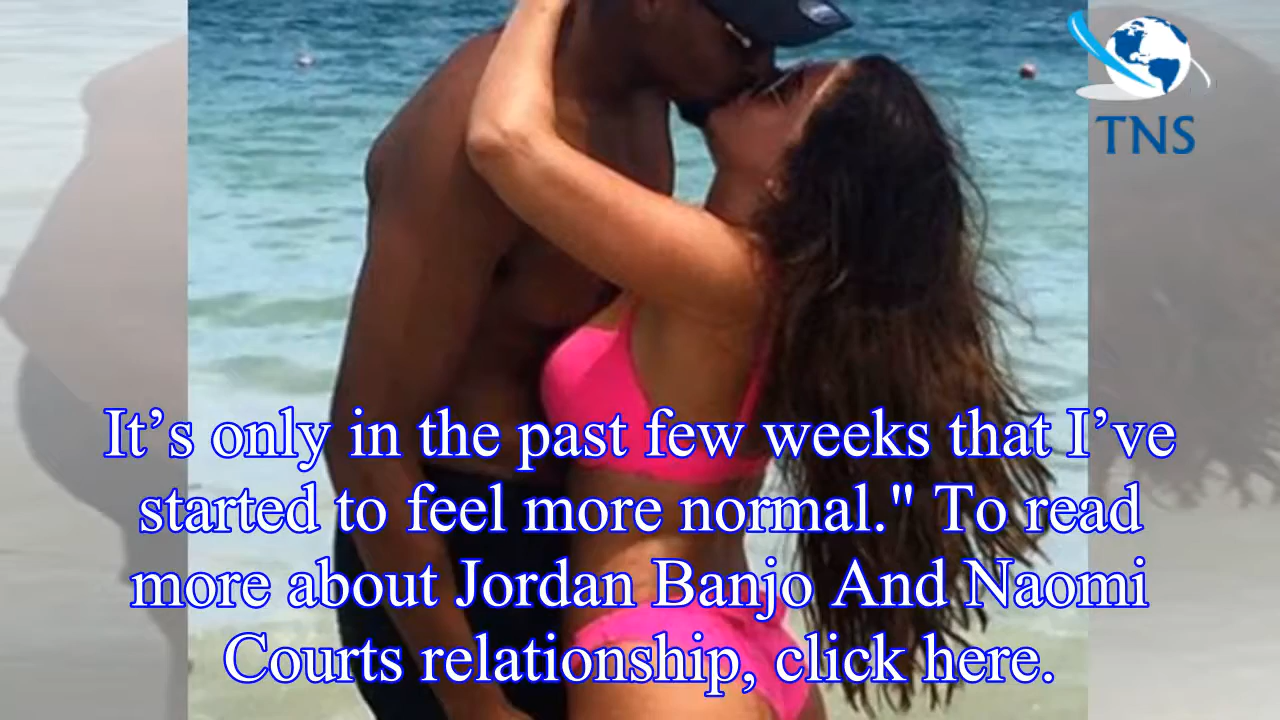 TNS
It’s only in the past few weeks that I’ve
started to feel more normal." To read
more about Jordan Banjo And Naomi
Courts relationship, click here.